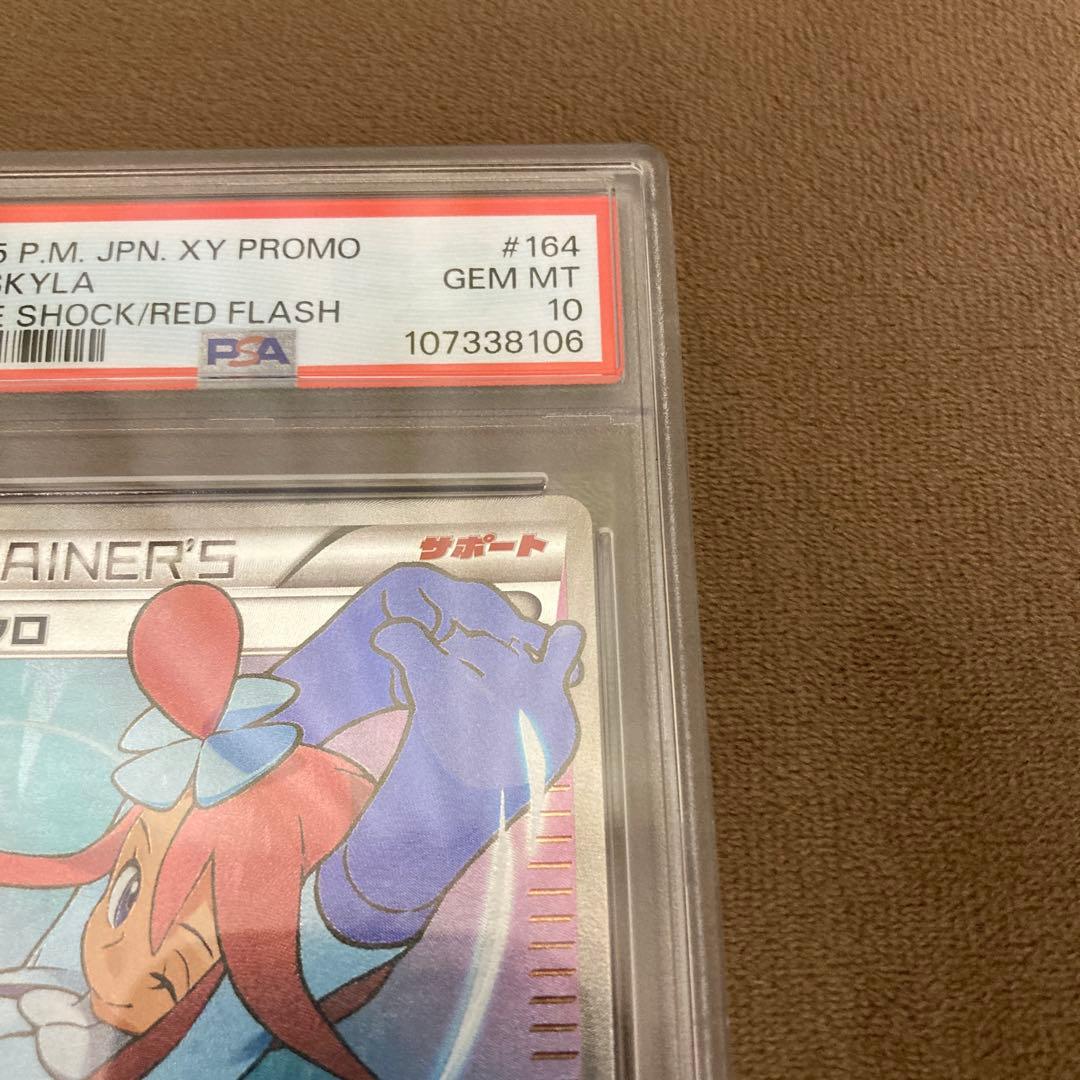 5 P.M. JPN. XY PROMO #164
SKYLA GEM MT
E SHOCK/RED FLASH 10
PSA 107338106
AINER'S サポート
ロ